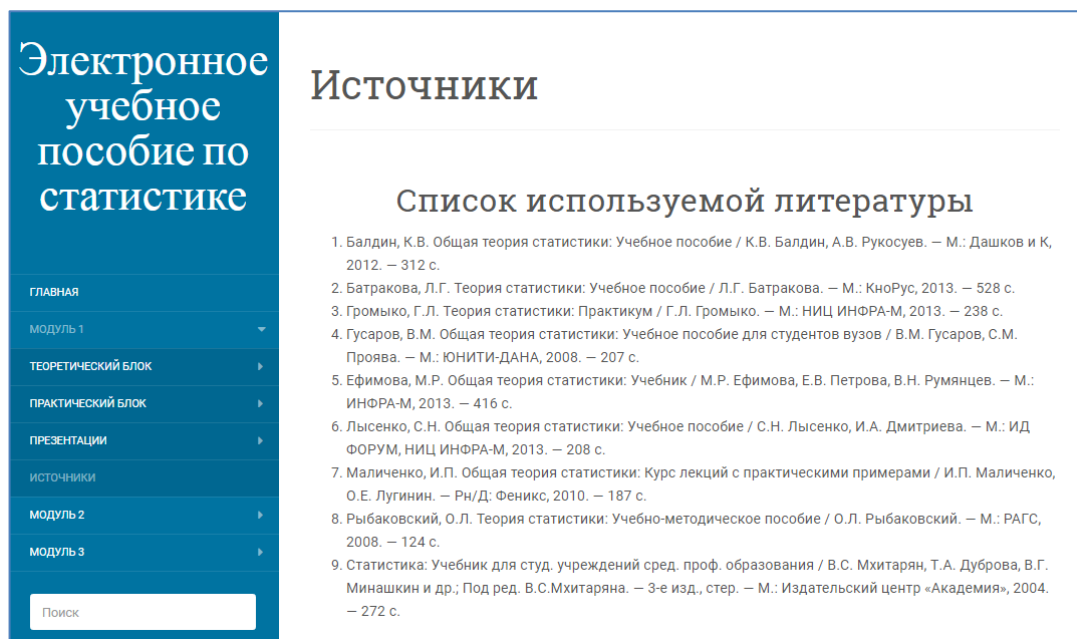 Электронное
учебное
пособие по
статистике
ГЛАВНАЯ
МОДУЛЬ 1
ТЕОРЕТИЧЕСКИЙ БЛОК
ПРАКТИЧЕСКИЙ БЛОК
ПРЕЗЕНТАЦИИ
ИСТОЧНИКИ
МОДУЛЬ 2
МОДУЛЬ 3
Поиск
Источники
Список используемой литературы
1. Балдин, К.В. Общая теория статистики: Учебное пособие / К.В. Балдин, А.В. Рукосуев. — М.: Дашков и К,
2012. — 312 c.
2. Батракова, Л.Г. Теория статистики: Учебное пособие / Л.Г. Батракова. — М.: КноРус, 2013. — 528 c.
3. Громыко, Г.Л. Теория статистики: Практикум / Г.Л. Громыко. — М.: НИЦ ИНФРА-М, 2013. — 238 c.
4. Гусаров, В.М. Общая теория статистики: Учебное пособие для студентов вузов / В.М. Гусаров, С.М.
Проява. — М.: ЮНИТИ-ДАНА, 2008. — 207 c.
5. Ефимова, М.Р. Общая теория статистики: Учебник / М.Р. Ефимова, Е.В. Петрова, В.Н. Румянцев. — М.:
ИНФРА-М, 2013. — 416 c.
6. Лысенко, С.Н. Общая теория статистики: Учебное пособие / С.Н. Лысенко, И.А. Дмитриева. — М.: ИД
ФОРУМ, НИЦ ИНФРА-М, 2013. — 208 c.
7. Маличенко, И.П. Общая теория статистики: Курс лекций с практическими примерами / И.П. Маличенко,
О.Е. Лугинин. — Рн/Д: Феникс, 2010. — 187 c.
8. Рыбаковский, О.Л. Теория статистики: Учебно-методическое пособие / О.Л. Рыбаковский. — М.: РАГС,
2008. — 124 c.
9. Статистика: Учебник для студ. учреждений сред. проф. образования / В.С. Мхитарян, Т.А. Дуброва, В.Г.
Минашкин и др.; Под ред. В.С.Мхитаряна. — 3-е изд., стер. — М.: Издательский центр «Академия», 2004.
— 272 с.